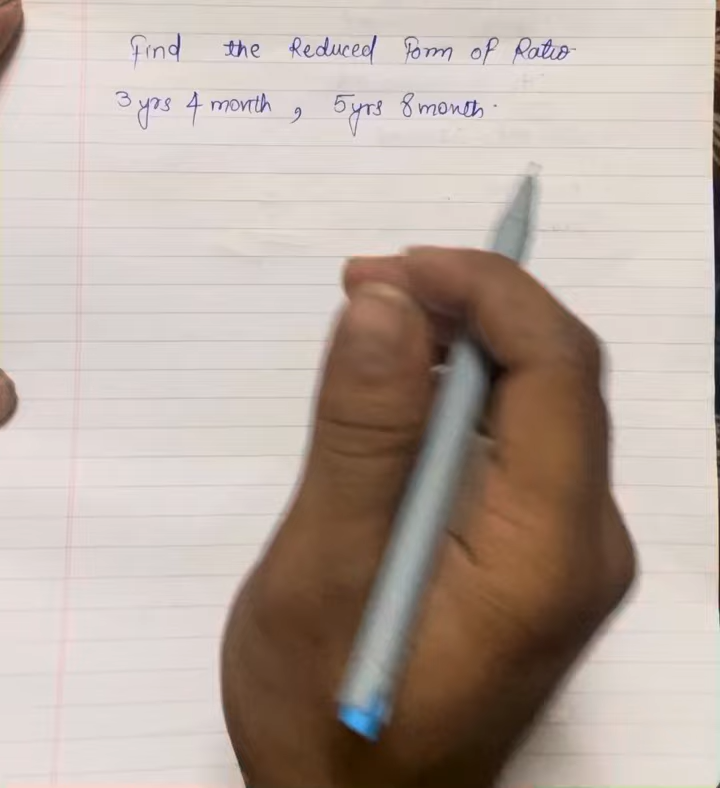 Find the Reduced Form of Ratio
3 yrs 4 month , 5yrs 8 month.